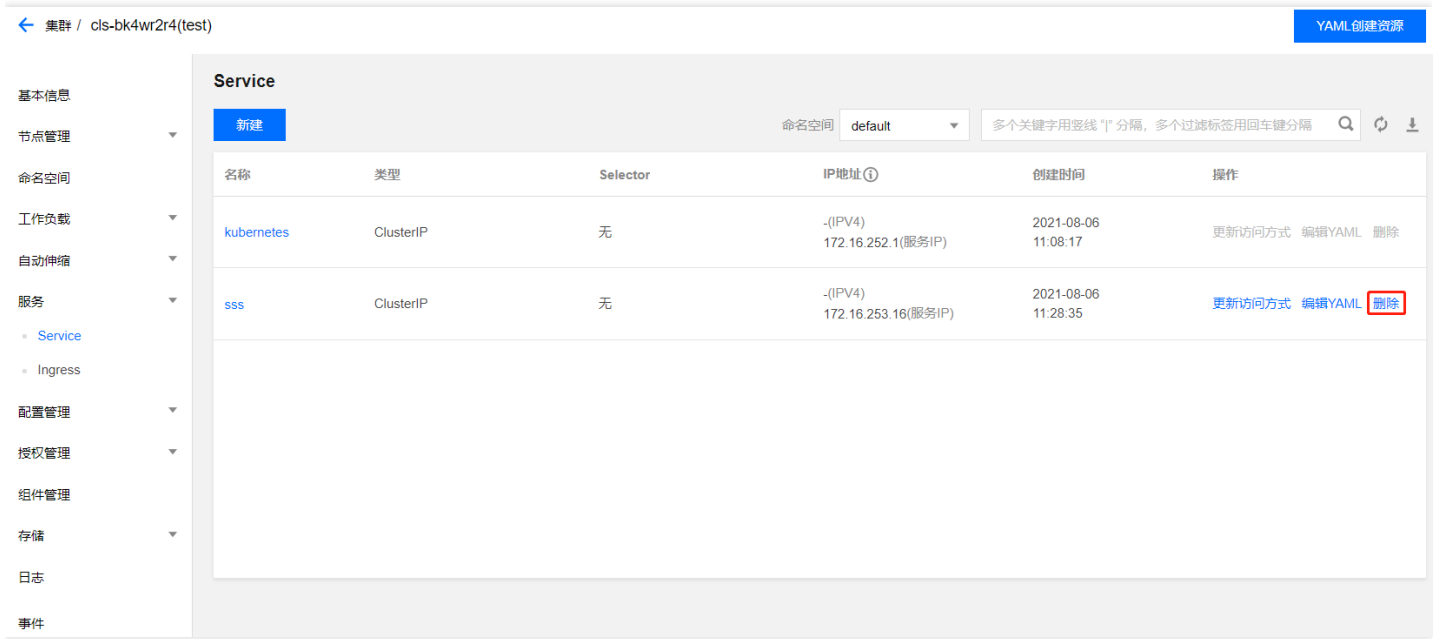 集群 / cls-bk4wr2r4(test)
YAML创建资源
基本信息
节点管理
命名空间
工作负载
自动伸缩
服务
Service
Ingress
配置管理
授权管理
组件管理
存储
日志
事件
Service
新建
命名空间 default 多个关键字用竖线 "|" 分隔，多个过滤标签用回车键分隔
名称 类型 Selector IP地址 创建时间 操作
kubernetes ClusterIP 无 -(IPV4) 2021-08-06 更新访问方式 编辑YAML 删除
172.16.252.1(服务IP) 11:08:17
sss ClusterIP 无 -(IPV4) 2021-08-06 更新访问方式 编辑YAML 删除
172.16.253.16(服务IP) 11:28:35